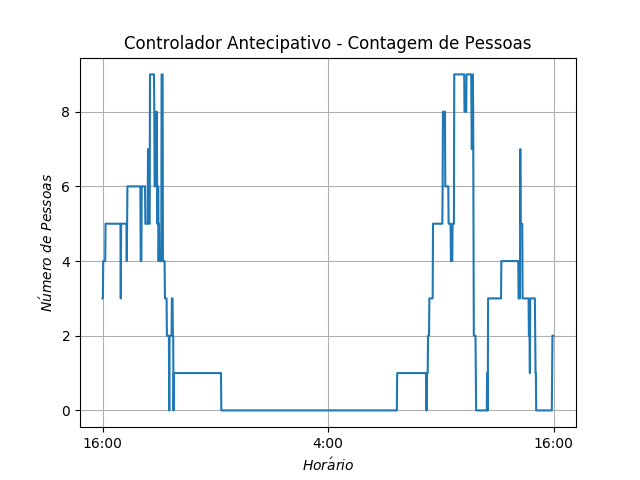 Controlador Antecipativo - Contagem de Pessoas
Número de Pessoas
8
6
4
2
0
16:00 4:00 16:00
Horário